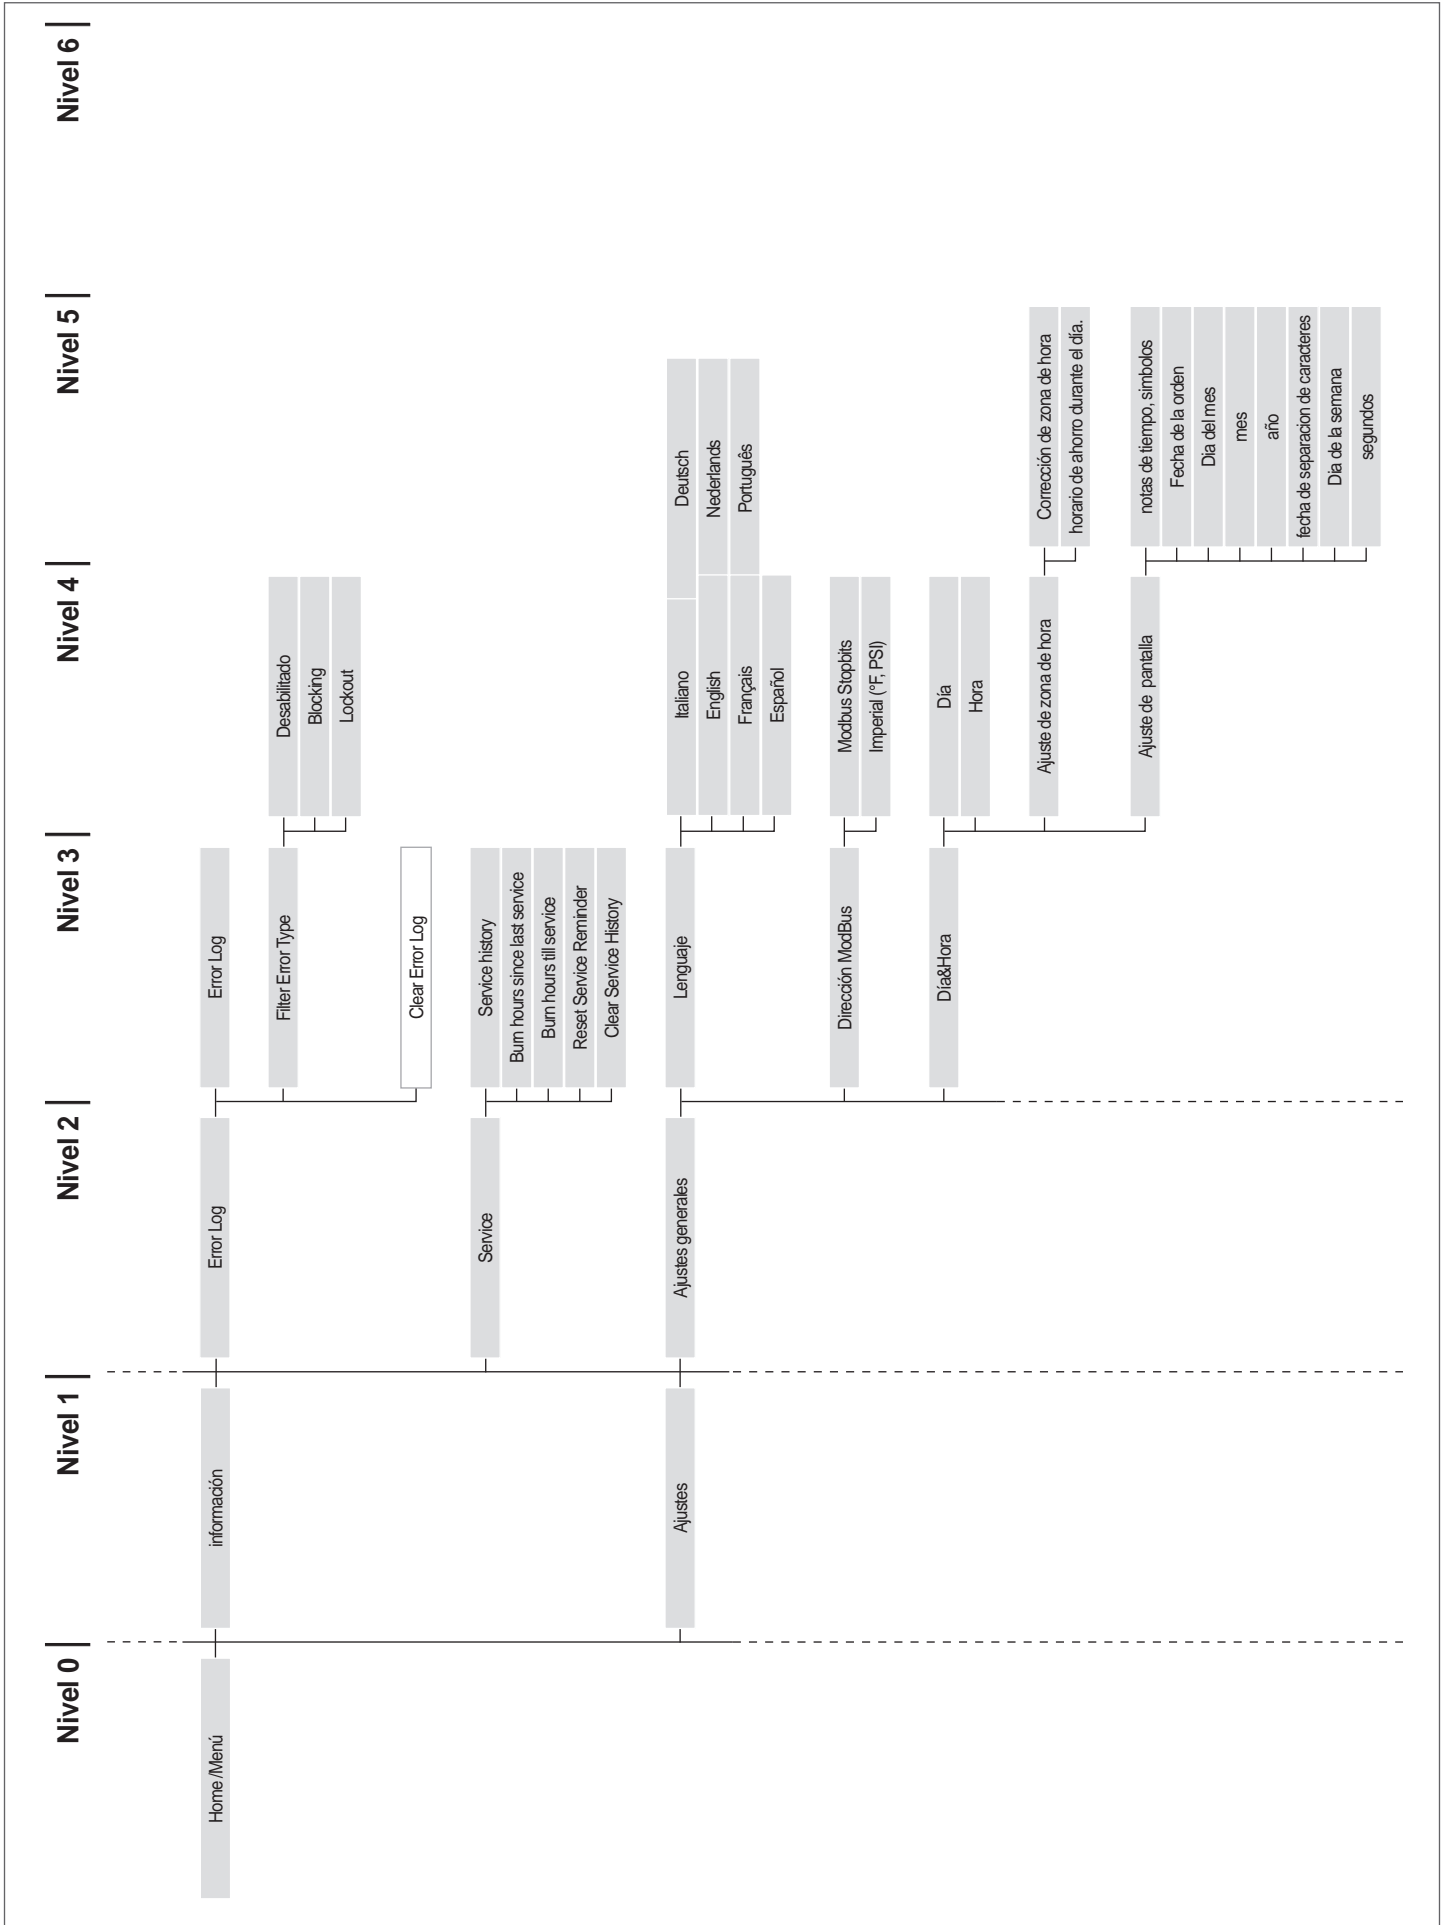 Nivel 0
Nivel 1
Nivel 2
Nivel 3
Nivel 4
Nivel 5
Nivel 6
Home /Menú
información
Error Log
Error Log
Filter Error Type
Desabilitado
Blocking
Lockout
Clear Error Log
Service
Service history
Burn hours since last service
Burn hours till service
Reset Service Reminder
Clear Service History
Ajustes
Ajustes generales
Lenguaje
Italiano
Deutsch
English
Nederlands
Français
Português
Español
Dirección ModBus
Modbus Stopbits
Imperial (°F, PSI)
Día&Hora
Día
Hora
Ajuste de zona de hora
Corrección de zona de hora
horario de ahorro durante el día.
Ajuste de pantalla
notas de tiempo, simbolos
Fecha de la orden
Dia del mes
mes
año
fecha de separacion de caracteres
Dia de la semana
segundos